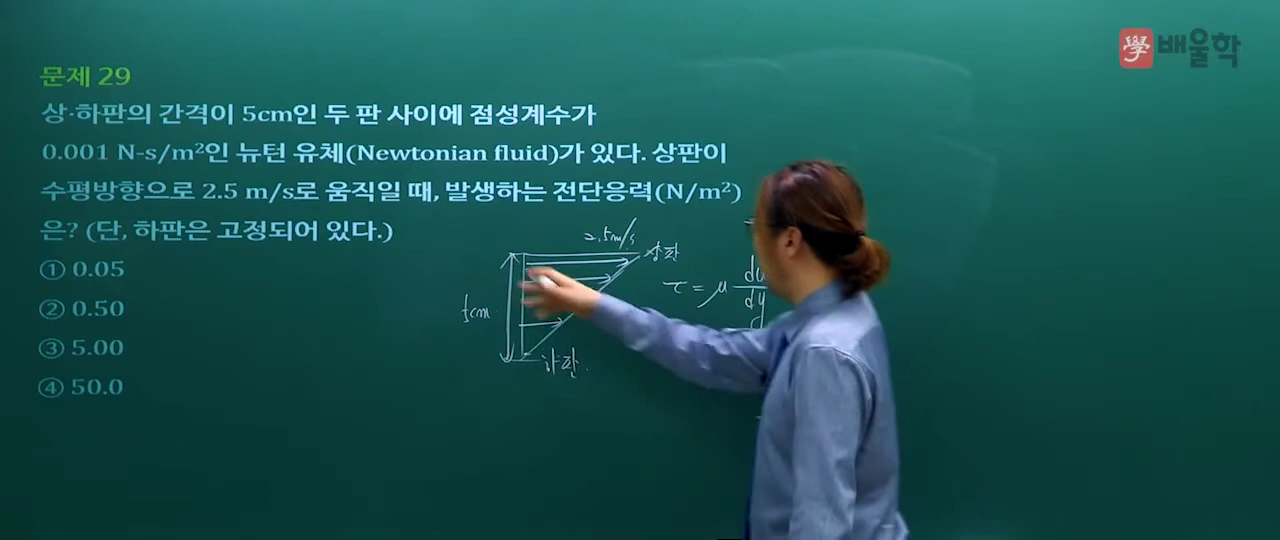 學 배울학
문제 29
상·하판의 간격이 5cm인 두 판 사이에 점성계수가
0.001 N-s/m²인 뉴턴 유체(Newtonian fluid)가 있다. 상판이
수평방향으로 2.5 m/s로 움직일 때, 발생하는 전단응력(N/m²)
은? (단, 하판은 고정되어 있다.)
① 0.05
② 0.50
③ 5.00
④ 50.0
2.5m/s
상판
5cm
하판
τ = μ du/dy